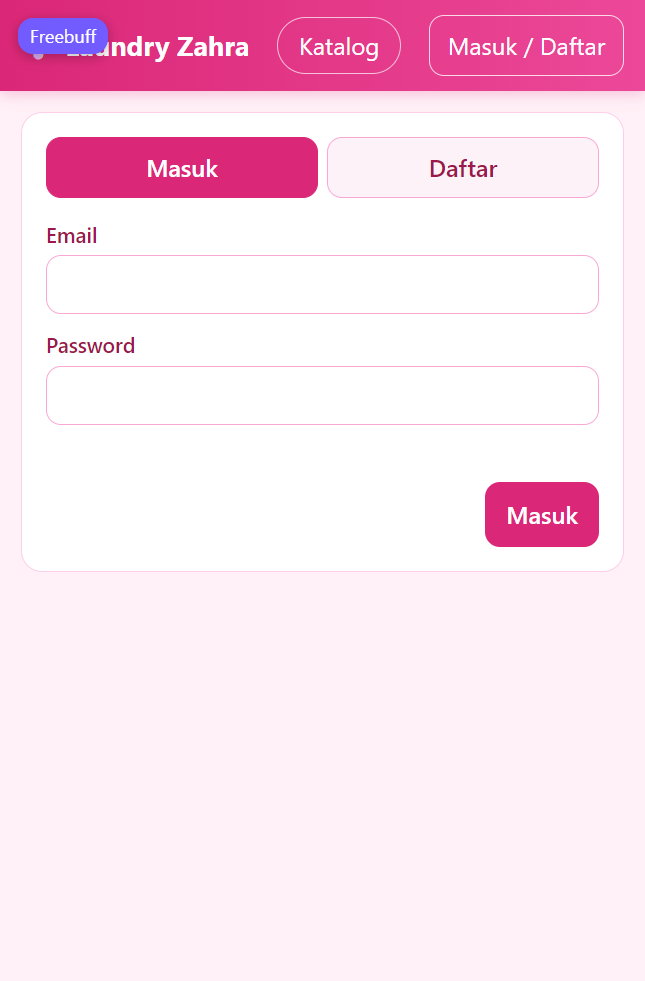 Freebuff
Laundry Zahra
Katalog
Masuk / Daftar
Masuk
Daftar
Email
Password
Masuk